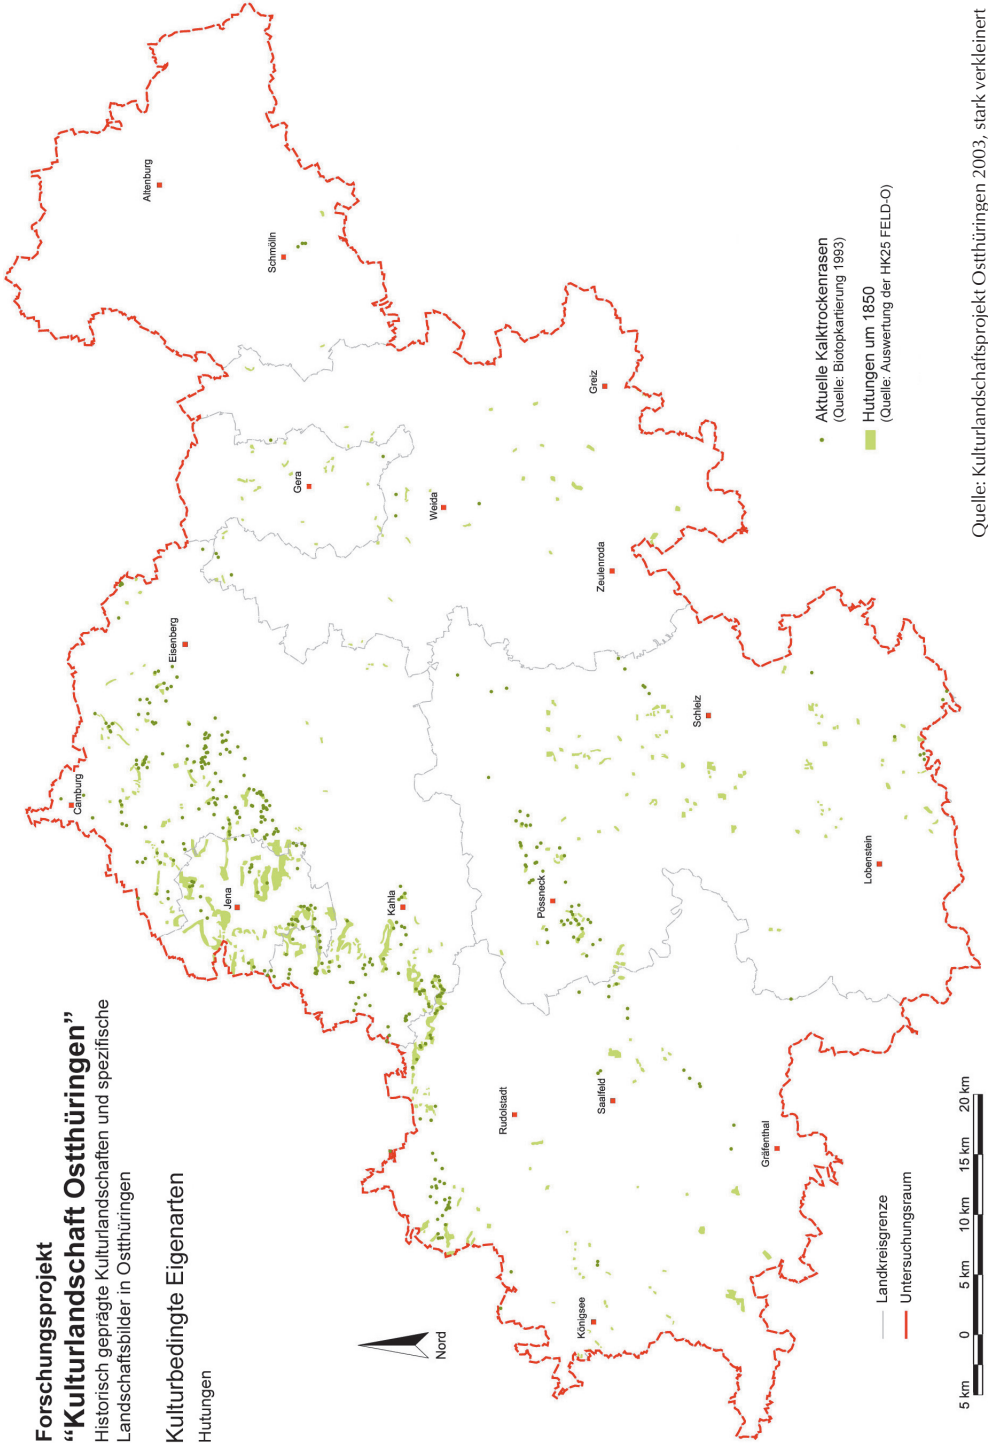 Forschungsprojekt
“Kulturlandschaft Ostthüringen”
Historisch geprägte Kulturlandschaften und spezifische
Landschaftsbilder in Ostthüringen
Kulturbedingte Eigenarten
Hutungen
Nord
Altenburg
Schmölln
Camburg
Eisenberg
Gera
Jena
Kahla
Weida
Greiz
Zeulenroda
Pössneck
Schleiz
Rudolstadt
Saalfeld
Königsee
Lobenstein
Gräfenthal
Aktuelle Kalktrockenrasen
(Quelle: Biotopkartierung 1993)
Hutungen um 1850
(Quelle: Auswertung der HK25 FELD-O)
Landkreisgrenze
Untersuchungsraum
5 km 0 5 km 10 km 15 km 20 km
Quelle: Kulturlandschaftsprojekt Ostthüringen 2003, stark verkleinert